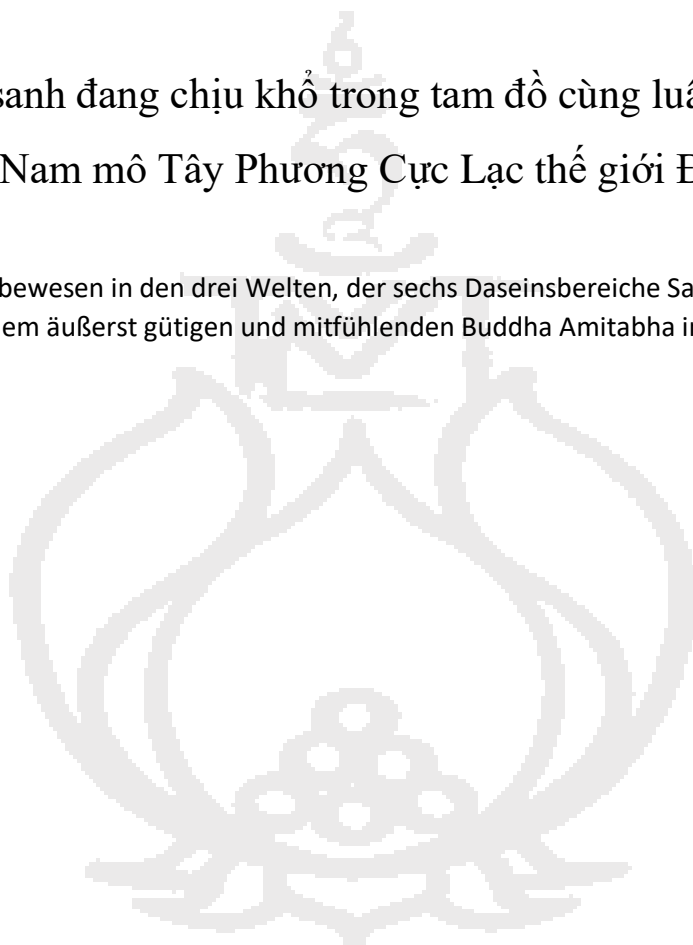 sanh đang chịu khổ trong tam đồ cùng luâ
Nam mô Tây Phương Cực Lạc thế giới Đ
bewesen in den drei Welten, der sechs Daseinsbereiche Sa
em äußerst gütigen und mitfühlenden Buddha Amitabha in